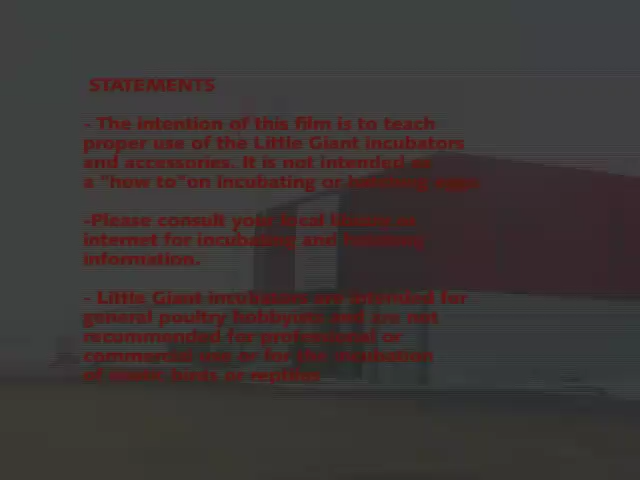 STATEMENTS
- The intention of this film is to teach
proper use of the Little Giant incubators
and accessories. It is not intended as
a "how to"on incubating or hatching eggs.
-Please consult your local library or
internet for incubating and hatching
information.
- Little Giant incubators are intended for
general poultry hobbyists and are not
recommended for professional or
commercial use or for the incubation
of exotic birds or reptiles